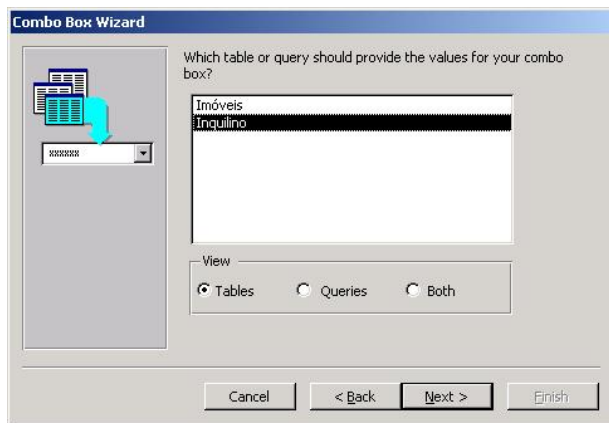 Combo Box Wizard
Which table or query should provide the values for your combo
box?
Imóveis
Inquilino
xxxxxx
View
Tables
Queries
Both
Cancel
< Back
Next >
Finish